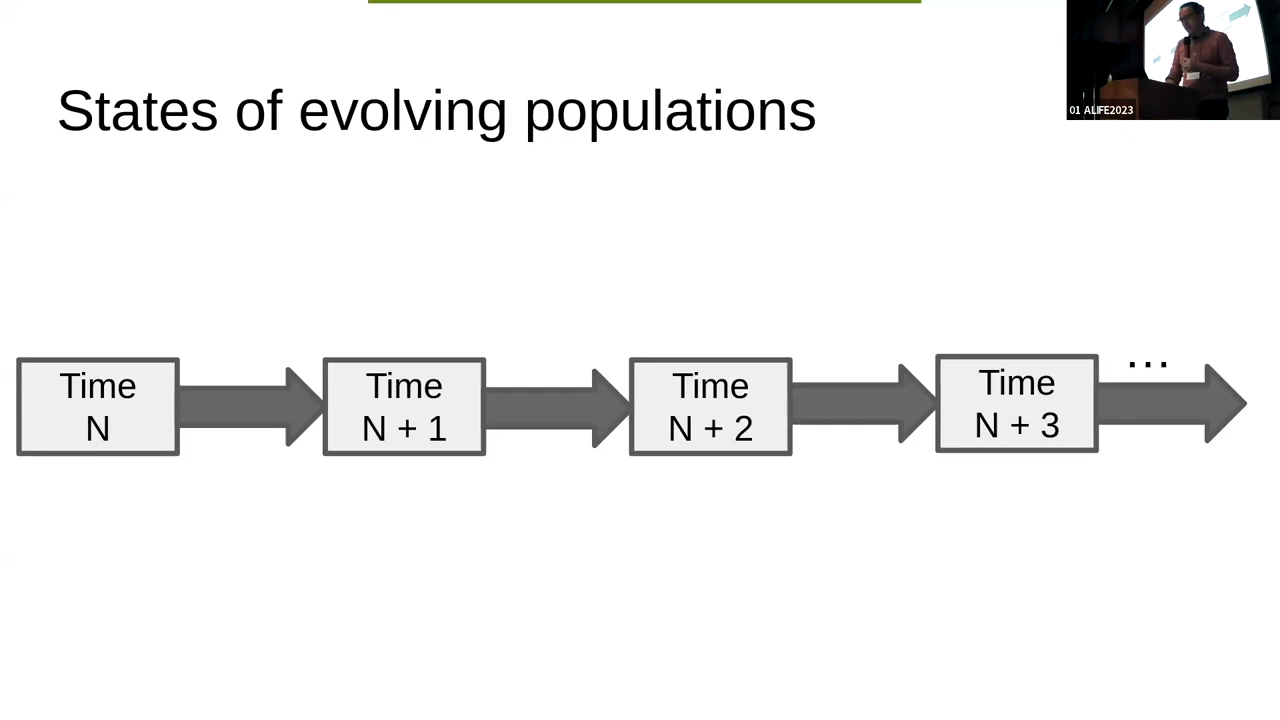 01 ALIFE2023
States of evolving populations
...
Time
N
Time
N + 1
Time
N + 2
Time
N + 3